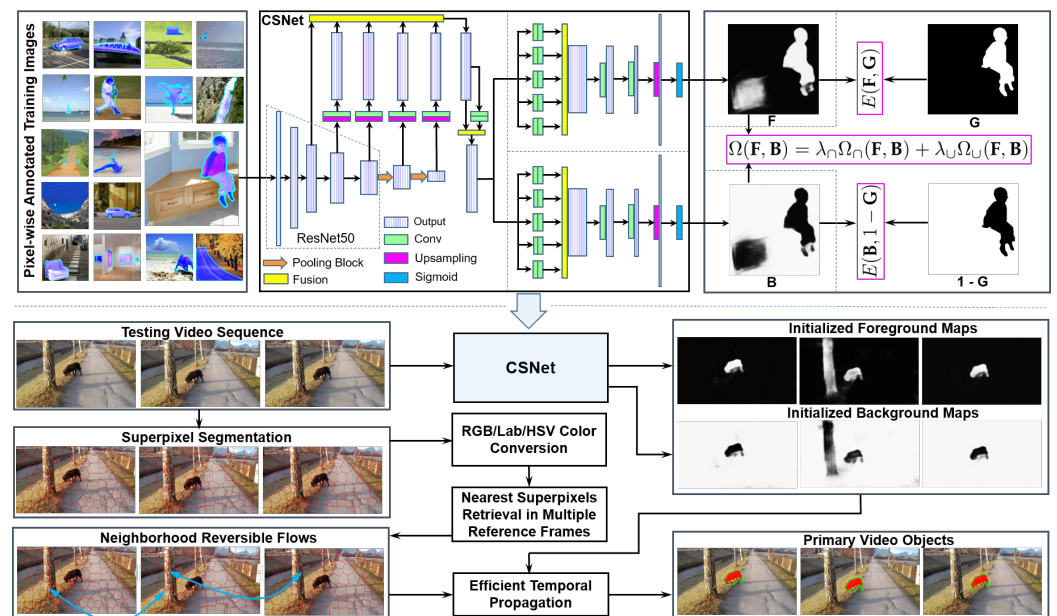 Pixel-wise Annotated Training Images
CSNet
ResNet50
Output
Conv
Pooling Block
Upsampling
Fusion
Sigmoid
F
E(F, G)
G
Ω(F, B) = λ∩Ω∩(F, B) + λ∪Ω∪(F, B)
B
E(B, 1 − G)
1 - G
Testing Video Sequence
CSNet
Initialized Foreground Maps
Initialized Background Maps
Superpixel Segmentation
RGB/Lab/HSV Color
Conversion
Nearest Superpixels
Retrieval in Multiple
Reference Frames
Neighborhood Reversible Flows
Efficient Temporal
Propagation
Primary Video Objects